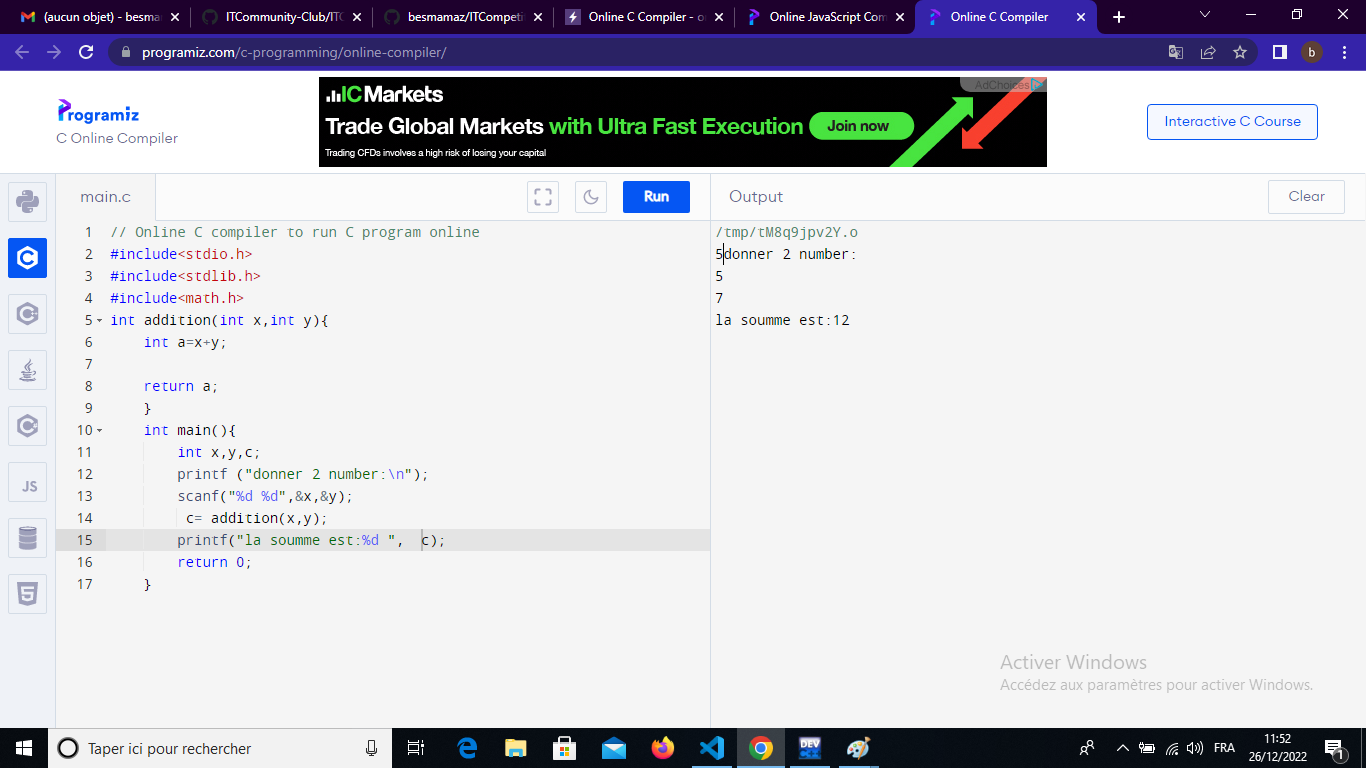 (aucun objet) - besma
ITCommunity-Club/ITC
besmamaz/ITCompeti
Online C Compiler - o
Online JavaScript Com
Online C Compiler
programiz.com/c-programming/online-compiler/
b
Programiz
C Online Compiler
IC Markets
AdChoices
Trade Global Markets with Ultra Fast Execution
Join now
Trading CFDs involves a high risk of losing your capital
Interactive C Course
main.c
Run
Output
Clear
1 // Online C compiler to run C program online
2 #include<stdio.h>
3 #include<stdlib.h>
4 #include<math.h>
5 int addition(int x,int y){
6     int a=x+y;
7
8     return a;
9     }
10     int main(){
11         int x,y,c;
12         printf ("donner 2 number:\n");
13         scanf("%d %d",&x,&y);
14          c= addition(x,y);
15         printf("la soumme est:%d ",  c);
16         return 0;
17     }
/tmp/tM8q9jpv2Y.o
5donner 2 number:
5
7
la soumme est:12
JS
Activer Windows
Accédez aux paramètres pour activer Windows.
Taper ici pour rechercher
DEV
FRA
11:52
26/12/2022
1